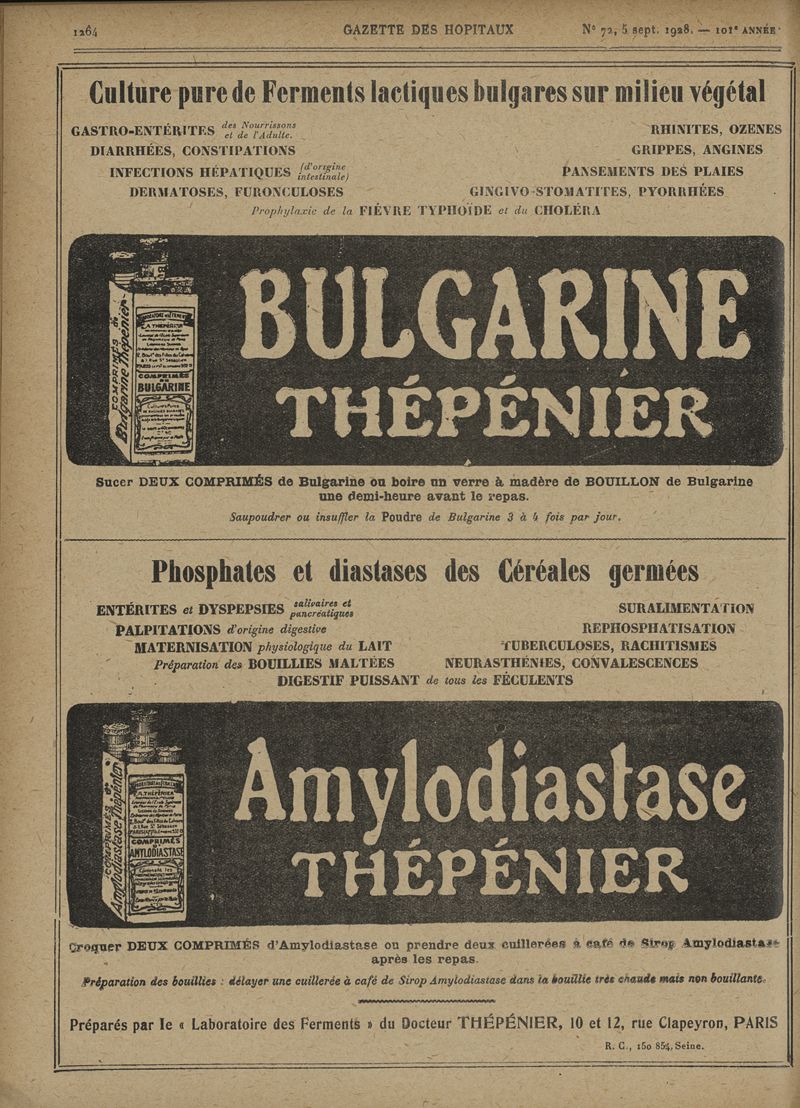 1264
GAZETTE DES HOPITAUX
N° 72, 5 sept. 1928. — 101e ANNÉE
Culture pure de Ferments lactiques bulgares sur milieu végétal
GASTRO-ENTÉRITES des Nourrissons et de l'Adulte.
RHINITES, OZENES
DIARRHÉES, CONSTIPATIONS
GRIPPES, ANGINES
INFECTIONS HÉPATIQUES (d'origine intestinale)
PANSEMENTS DES PLAIES
DERMATOSES, FURONCULOSES
GINGIVO-STOMATITES, PYORRHÉES
Prophylaxie de la FIÉVRE TYPHOÏDE et du CHOLÉRA
COMPRIMÉS de
Bulgarine Thépénier
A. THÉPÉNIER
COMPRIMÉS
BULGARINE
BULGARINE
THÉPÉNIER
Sucer DEUX COMPRIMÉS de Bulgarine ou boire un verre à madère de BOUILLON de Bulgarine
une demi-heure avant le repas.
Saupoudrer ou insuffler la Poudre de Bulgarine 3 à 4 fois par jour.
Phosphates et diastases des Céréales germées
ENTÉRITES et DYSPEPSIES salivaires et pancréatiques
SURALIMENTATION
PALPITATIONS d'origine digestive
REPHOSPHATISATION
MATERNISATION physiologique du LAIT
TUBERCULOSES, RACHITISMES
Préparation des BOUILLIES MALTÉES
NEURASTHÉNIES, CONVALESCENCES
DIGESTIF PUISSANT de tous les FÉCULENTS
COMPRIMÉS de
Amylodiastase Thépénier
A. THÉPÉNIER
COMPRIMÉS
AMYLODIASTASE
Amylodiastase
THÉPÉNIER
Croquer DEUX COMPRIMÉS d'Amylodiastase ou prendre deux cuillerées à café de Sirop Amylodiastase
après les repas.
Préparation des bouillies : délayer une cuillerée à café de Sirop Amylodiastase dans la bouillie très chaude mais non bouillante.
Préparés par le « Laboratoire des Ferments » du Docteur THÉPÉNIER, 10 et 12, rue Clapeyron, PARIS
R. C., 150 854, Seine.